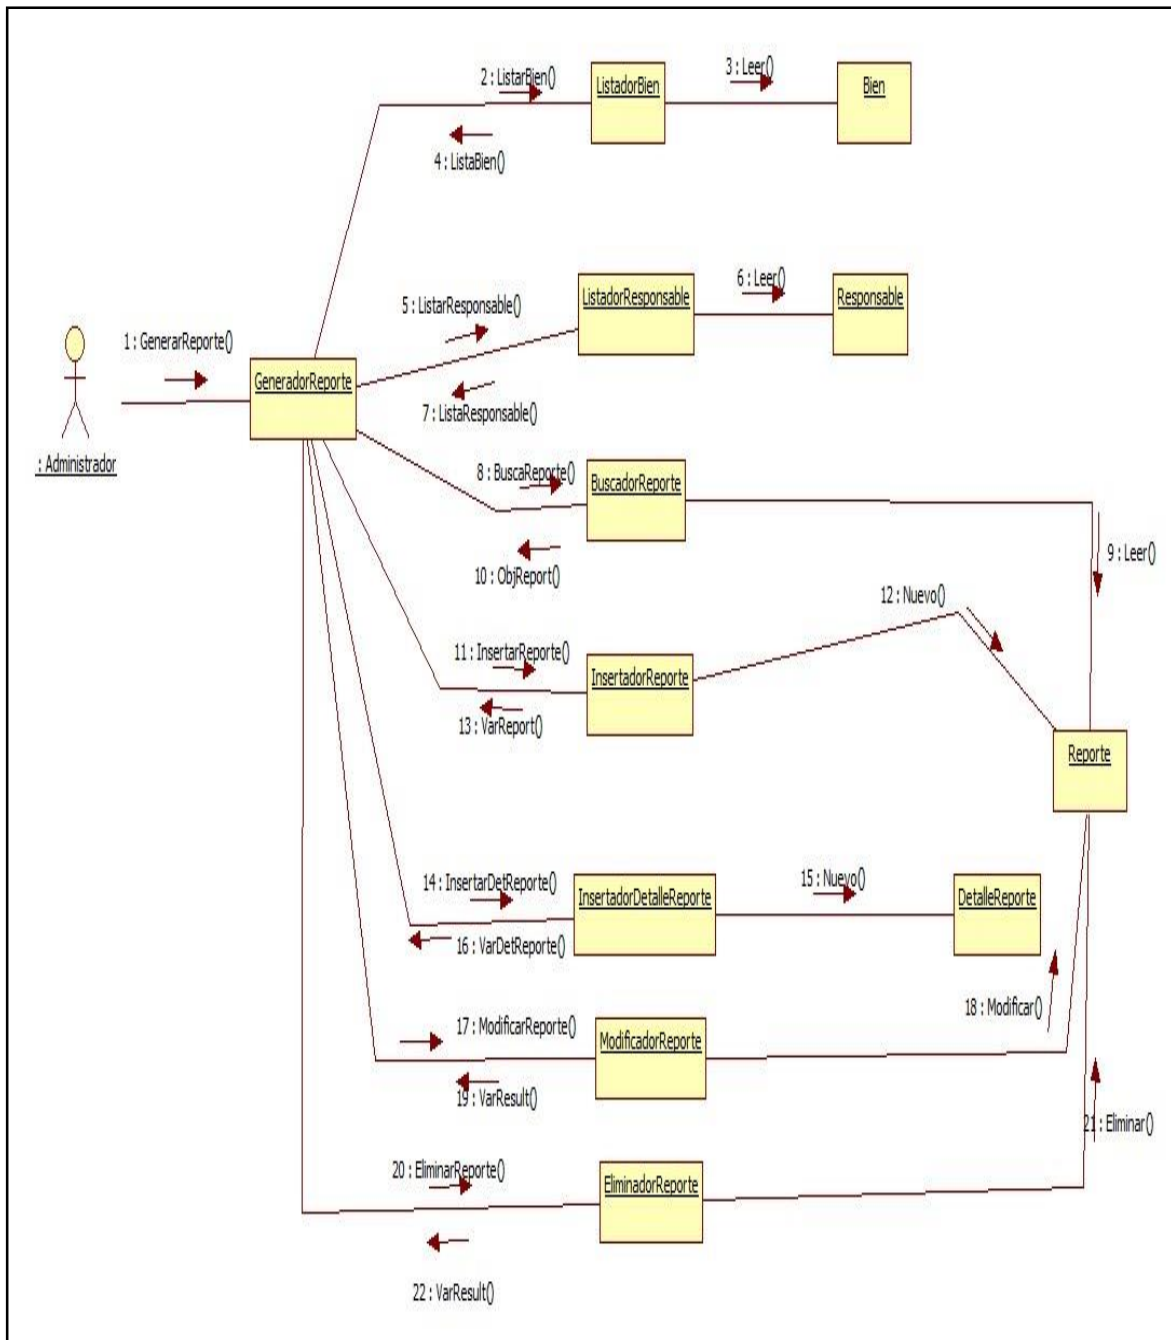 2 : ListarBien()
ListadorBien
3 : Leer()
Bien
4 : ListaBien()
5 : ListarResponsable()
ListadorResponsable
6 : Leer()
Responsable
1 : GenerarReporte()
GeneradorReporte
7 : ListaResponsable()
: Administrador
8 : BuscaReporte()
BuscadorReporte
9 : Leer()
10 : ObjReport()
12 : Nuevo()
11 : InsertarReporte()
InsertadorReporte
13 : VarReport()
Reporte
14 : InsertarDetReporte()
InsertadorDetalleReporte
15 : Nuevo()
DetalleReporte
16 : VarDetReporte()
18 : Modificar()
17 : ModificarReporte()
ModificadorReporte
19 : VarResult()
21 : Eliminar()
20 : EliminarReporte()
EliminadorReporte
22 : VarResult()